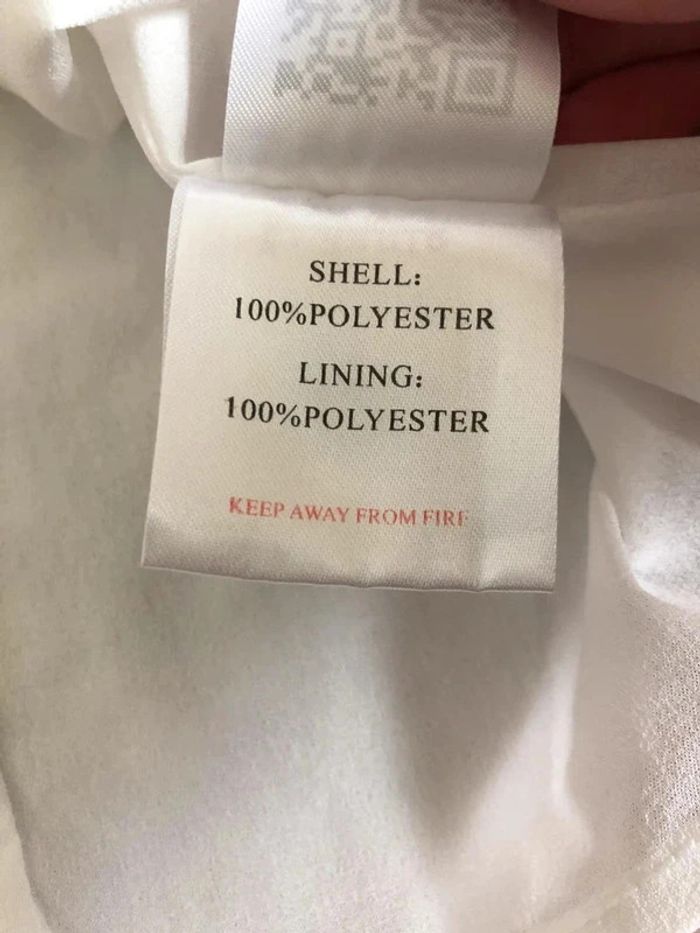 SHELL:
100%POLYESTER
LINING:
100%POLYESTER
KEEP AWAY FROM FIRE